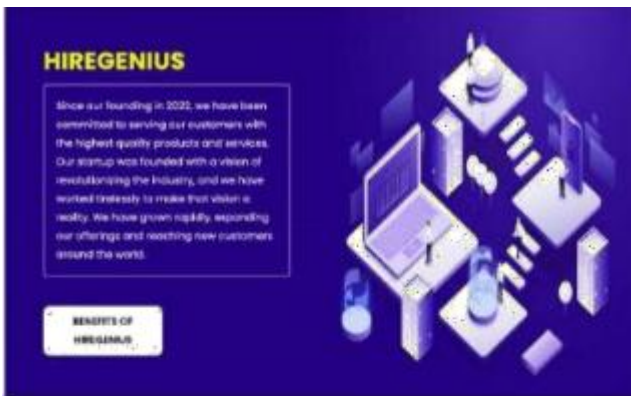 HIREGENIUS
Since our founding in 2022, we have been
committed to serving our customers with
the highest quality products and services.
Our startup was founded with a vision of
revolutionizing the industry, and we have
worked tirelessly to make that vision a
reality. We have grown rapidly, expanding
our offerings and reaching new customers
around the world.
BENEFITS OF
HIREGENIUS